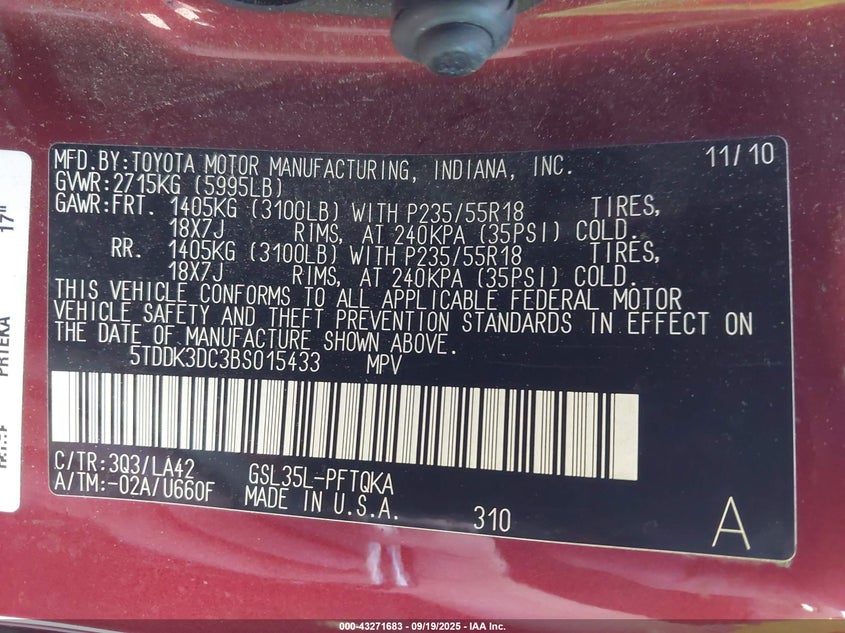 MFD.BY:TOYOTA MOTOR MANUFACTURING, INDIANA, INC. 11/10
GVWR:2715KG (5995LB)
GAWR:FRT. 1405KG (3100LB) WITH P235/55R18 TIRES,
18X7J RIMS, AT 240KPA (35PSI) COLD.
RR. 1405KG (3100LB) WITH P235/55R18 TIRES,
18X7J RIMS, AT 240KPA (35PSI) COLD.
THIS VEHICLE CONFORMS TO ALL APPLICABLE FEDERAL MOTOR
VEHICLE SAFETY AND THEFT PREVENTION STANDARDS IN EFFECT ON
THE DATE OF MANUFACTURE SHOWN ABOVE.
5TDDK3DC3BS015433 MPV
C/TR:3Q3/LA42 GSL35L-PFTQKA
A/TM:-02A/U660F MADE IN U.S.A. 310
A
17"
000-43271683 - 09/19/2025 - IAA Inc.